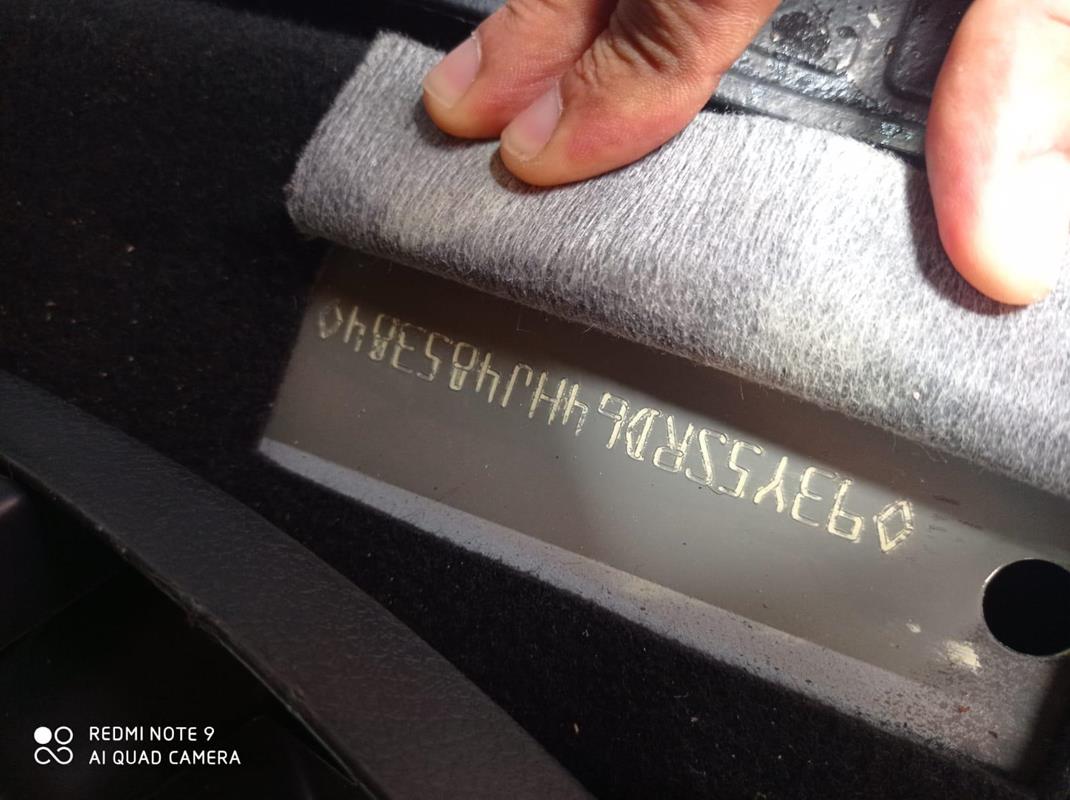 ◇93Y5SRD64HJ485384◇
REDMI NOTE 9
AI QUAD CAMERA